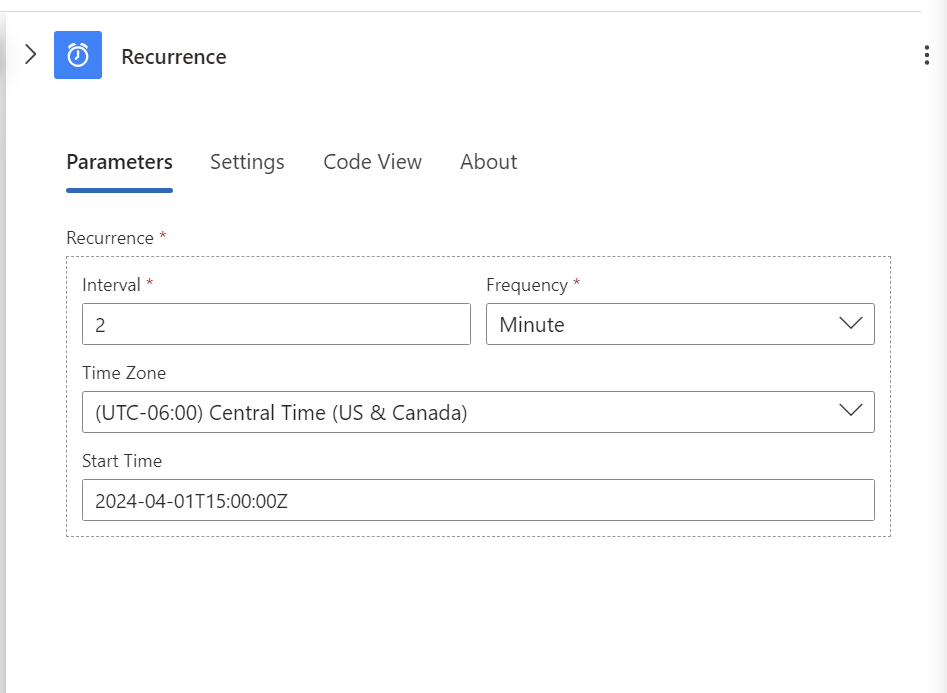 Recurrence
Parameters Settings Code View About
Recurrence *
Interval * Frequency *
2 Minute
Time Zone
(UTC-06:00) Central Time (US & Canada)
Start Time
2024-04-01T15:00:00Z